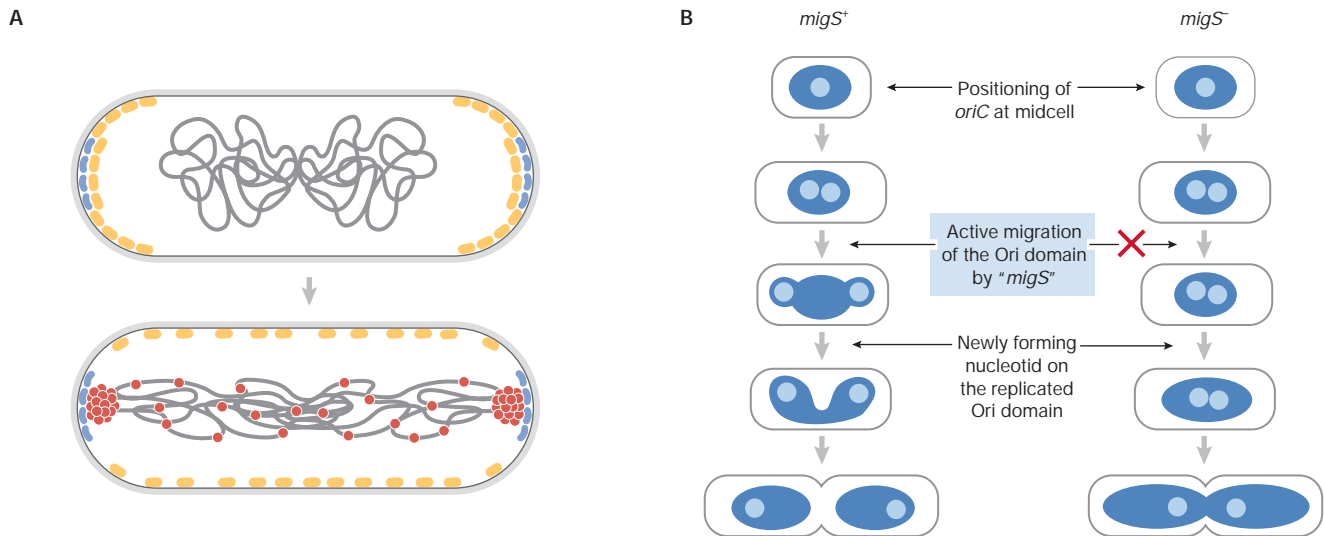 A
B
migS+
migS–
Positioning of
oriC at midcell
Active migration
of the Ori domain
by “migS”
Newly forming
nucleotid on
the replicated
Ori domain